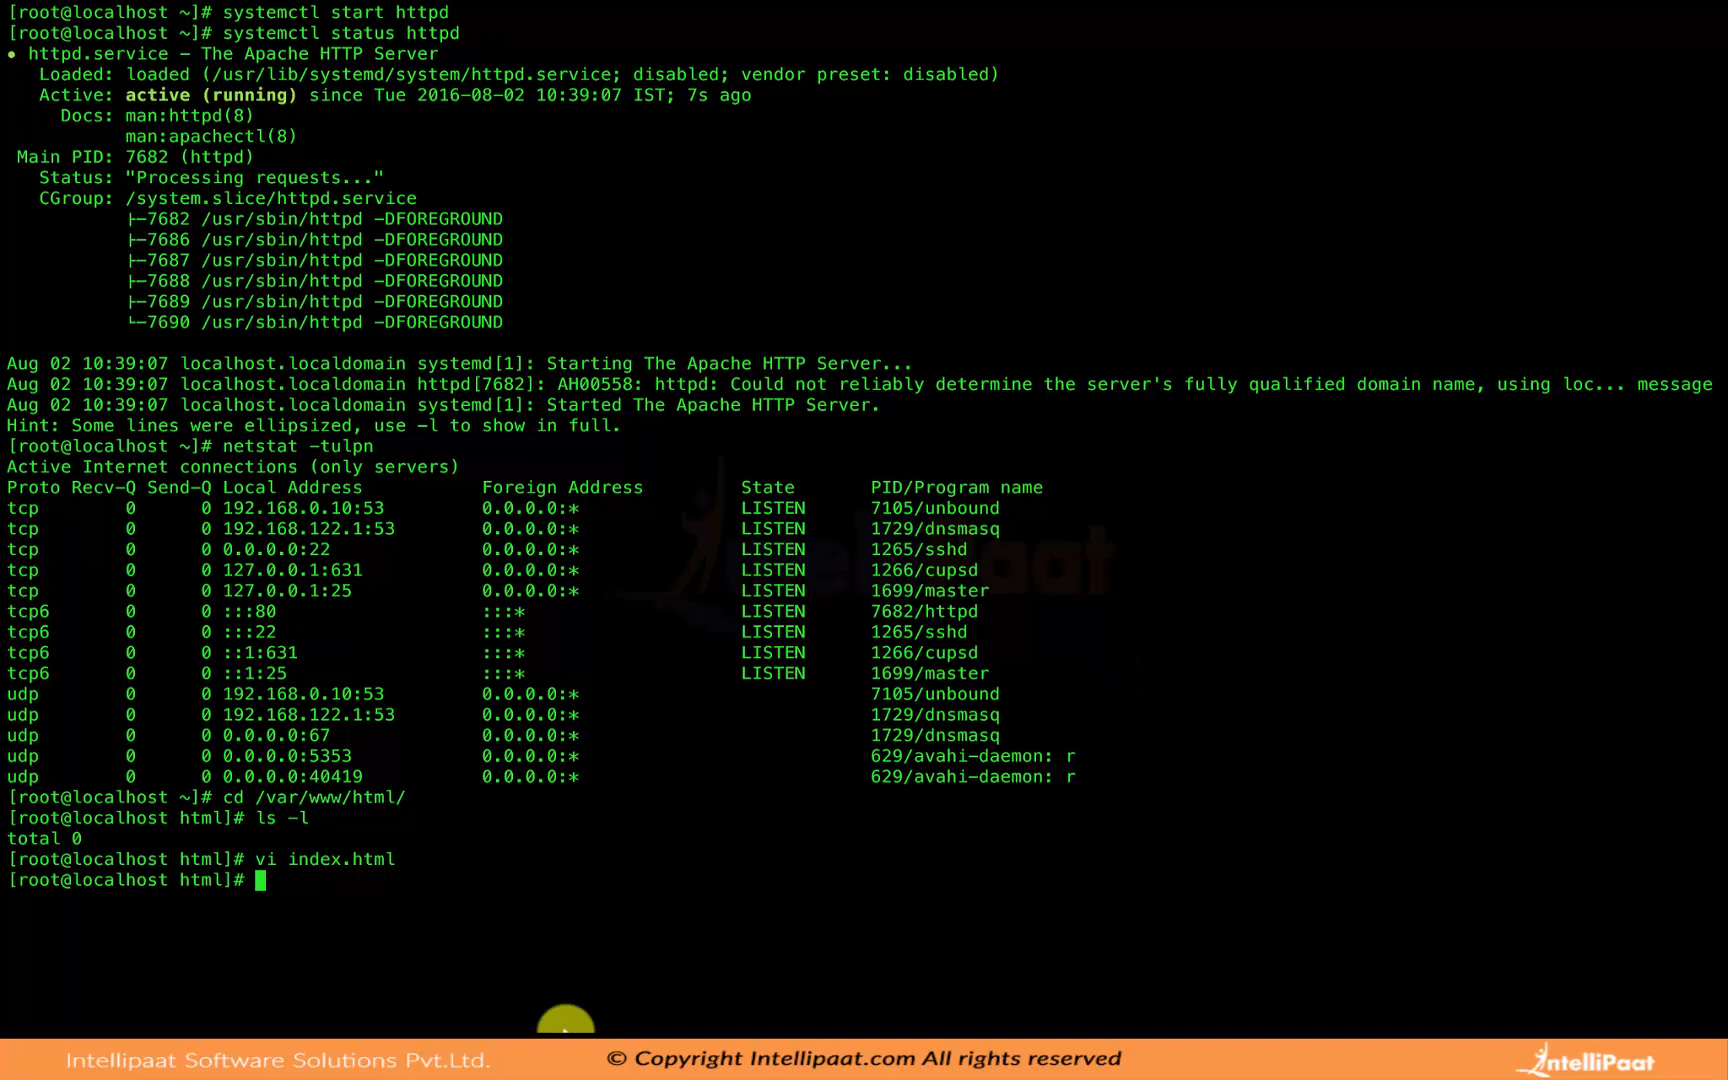 [root@localhost ~]# systemctl start httpd
[root@localhost ~]# systemctl status httpd
● httpd.service – The Apache HTTP Server
   Loaded: loaded (/usr/lib/systemd/system/httpd.service; disabled; vendor preset: disabled)
   Active: active (running) since Tue 2016-08-02 10:39:07 IST; 7s ago
     Docs: man:httpd(8)
           man:apachectl(8)
 Main PID: 7682 (httpd)
   Status: "Processing requests..."
   CGroup: /system.slice/httpd.service
           ├─7682 /usr/sbin/httpd –DFOREGROUND
           ├─7686 /usr/sbin/httpd –DFOREGROUND
           ├─7687 /usr/sbin/httpd –DFOREGROUND
           ├─7688 /usr/sbin/httpd –DFOREGROUND
           ├─7689 /usr/sbin/httpd –DFOREGROUND
           └─7690 /usr/sbin/httpd –DFOREGROUND
Aug 02 10:39:07 localhost.localdomain systemd[1]: Starting The Apache HTTP Server...
Aug 02 10:39:07 localhost.localdomain httpd[7682]: AH00558: httpd: Could not reliably determine the server's fully qualified domain name, using loc... message
Aug 02 10:39:07 localhost.localdomain systemd[1]: Started The Apache HTTP Server.
Hint: Some lines were ellipsized, use –l to show in full.
[root@localhost ~]# netstat –tulpn
Active Internet connections (only servers)
Proto Recv-Q Send-Q Local Address           Foreign Address         State       PID/Program name
tcp        0      0 192.168.0.10:53         0.0.0.0:*               LISTEN      7105/unbound
tcp        0      0 192.168.122.1:53        0.0.0.0:*               LISTEN      1729/dnsmasq
tcp        0      0 0.0.0.0:22              0.0.0.0:*               LISTEN      1265/sshd
tcp        0      0 127.0.0.1:631           0.0.0.0:*               LISTEN      1266/cupsd
tcp        0      0 127.0.0.1:25            0.0.0.0:*               LISTEN      1699/master
tcp6       0      0 :::80                   :::*                    LISTEN      7682/httpd
tcp6       0      0 :::22                   :::*                    LISTEN      1265/sshd
tcp6       0      0 ::1:631                 :::*                    LISTEN      1266/cupsd
tcp6       0      0 ::1:25                  :::*                    LISTEN      1699/master
udp        0      0 192.168.0.10:53         0.0.0.0:*                           7105/unbound
udp        0      0 192.168.122.1:53        0.0.0.0:*                           1729/dnsmasq
udp        0      0 0.0.0.0:67              0.0.0.0:*                           1729/dnsmasq
udp        0      0 0.0.0.0:5353            0.0.0.0:*                           629/avahi-daemon: r
udp        0      0 0.0.0.0:40419           0.0.0.0:*                           629/avahi-daemon: r
[root@localhost ~]# cd /var/www/html/
[root@localhost html]# ls –l
total 0
[root@localhost html]# vi index.html
[root@localhost html]#
Intellipaat Software Solutions Pvt.Ltd.
© Copyright Intellipaat.com All rights reserved
IntelliPaat